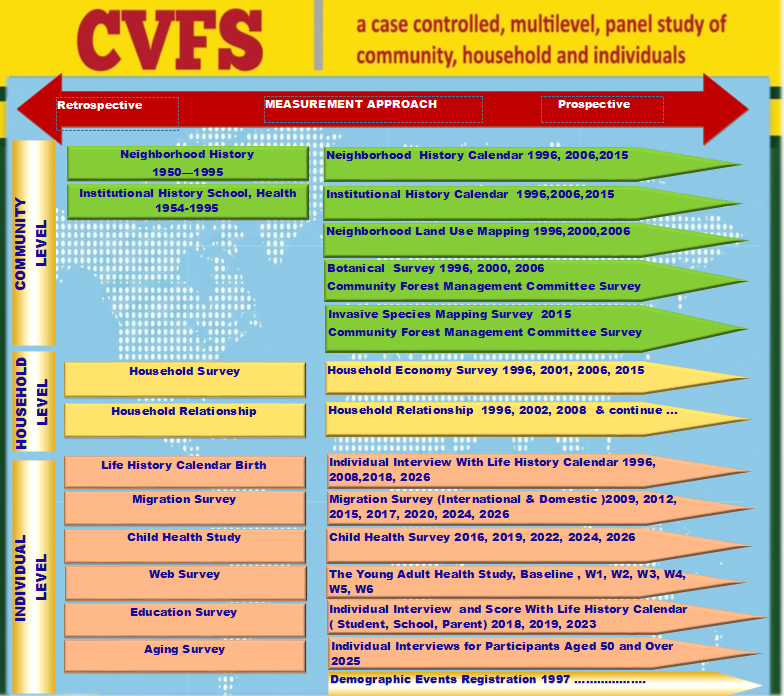 CVFS
a case controlled, multilevel, panel study of
community, household and individuals
Retrospective
MEASUREMENT APPROACH
Prospective
COMMUNITY
LEVEL
Neighborhood History
1950—1995
Neighborhood History Calendar 1996, 2006,2015
Institutional History School, Health
1954-1995
Institutional History Calendar 1996,2006,2015
Neighborhood Land Use Mapping 1996,2000,2006
Botanical Survey 1996, 2000, 2006
Community Forest Management Committee Survey
Invasive Species Mapping Survey 2015
Community Forest Management Committee Survey
HOUSEHOLD
LEVEL
Household Survey
Household Economy Survey 1996, 2001, 2006, 2015
Household Relationship
Household Relationship 1996, 2002, 2008 & continue ...
INDIVIDUAL
LEVEL
Life History Calendar Birth
Individual Interview With Life History Calendar 1996,
2008,2018, 2026
Migration Survey
Migration Survey (International & Domestic )2009, 2012,
2015, 2017, 2020, 2024, 2026
Child Health Study
Child Health Survey 2016, 2019, 2022, 2024, 2026
Web Survey
The Young Adult Health Study, Baseline , W1, W2, W3, W4,
W5, W6
Education Survey
Individual Interview and Score With Life History Calendar
( Student, School, Parent) 2018, 2019, 2023
Aging Survey
Individual Interviews for Participants Aged 50 and Over
2025
Demographic Events Registration 1997 ....................